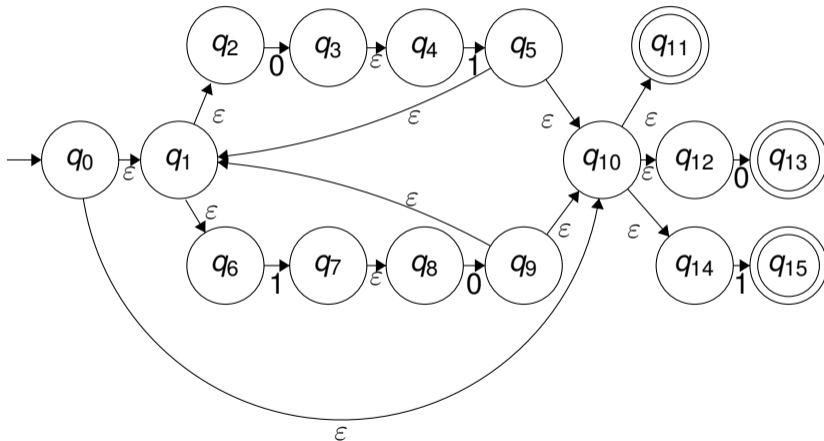 q2 0 q3 ε q4 1 q5 q11
ε ε ε ε
q0 ε q1 q10 ε q12 0 q13
ε ε ε ε
q6 1 q7 ε q8 0 q9 q14 1 q15
ε